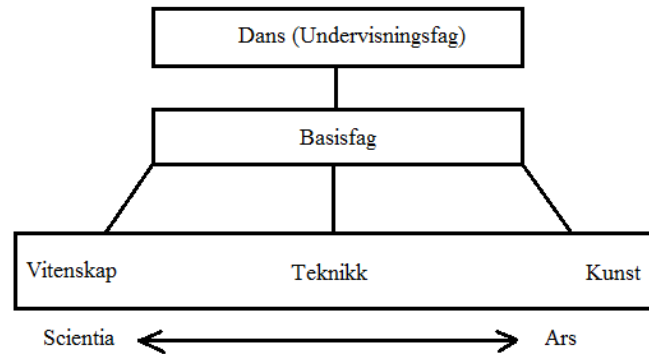 Dans (Undervisningsfag)
Basisfag
Vitenskap Teknikk Kunst
Scientia Ars